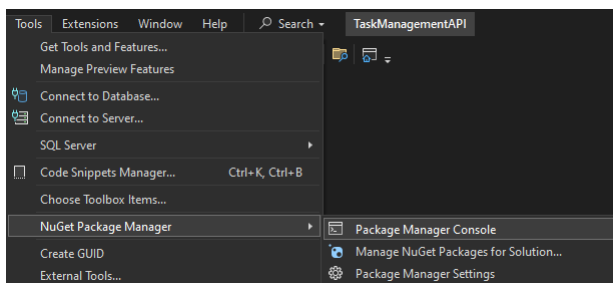 Tools Extensions Window Help Search TaskManagementAPI
Get Tools and Features...
Manage Preview Features
Connect to Database...
Connect to Server...
SQL Server
Code Snippets Manager... Ctrl+K, Ctrl+B
Choose Toolbox Items...
NuGet Package Manager
Package Manager Console
Create GUID
Manage NuGet Packages for Solution...
External Tools...
Package Manager Settings